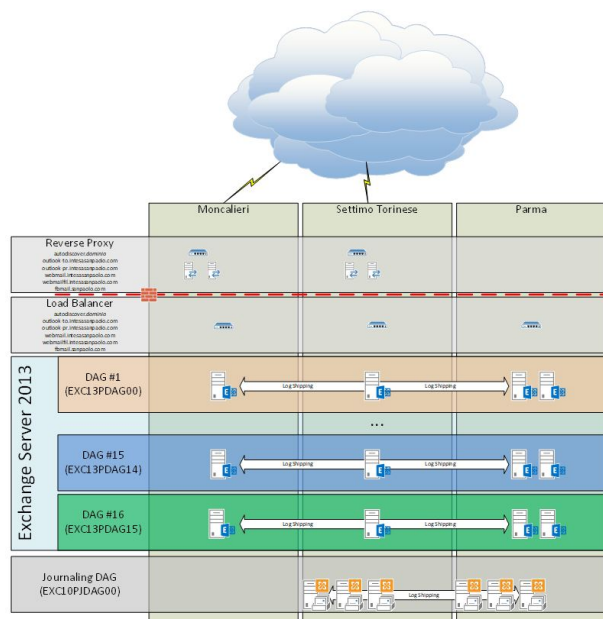 Moncalieri
Settimo Torinese
Parma
Reverse Proxy
autodiscover.dominio
outlook-to.intesasanpaolo.com
outlook-pr.intesasanpaolo.com
webmail.intesasanpaolo.com
webmailfil.intesasanpaolo.com
fbmail.sanpaolo.com
Load Balancer
autodiscover.dominio
outlook-to.intesasanpaolo.com
outlook-pr.intesasanpaolo.com
webmail.intesasanpaolo.com
webmailfil.intesasanpaolo.com
fbmail.sanpaolo.com
Exchange Server 2013
DAG #1
(EXC13PDAG00)
Log Shipping
Log Shipping
...
DAG #15
(EXC13PDAG14)
Log Shipping
Log Shipping
DAG #16
(EXC13PDAG15)
Log Shipping
Log Shipping
Journaling DAG
(EXC10PJDAG00)
Log Shipping